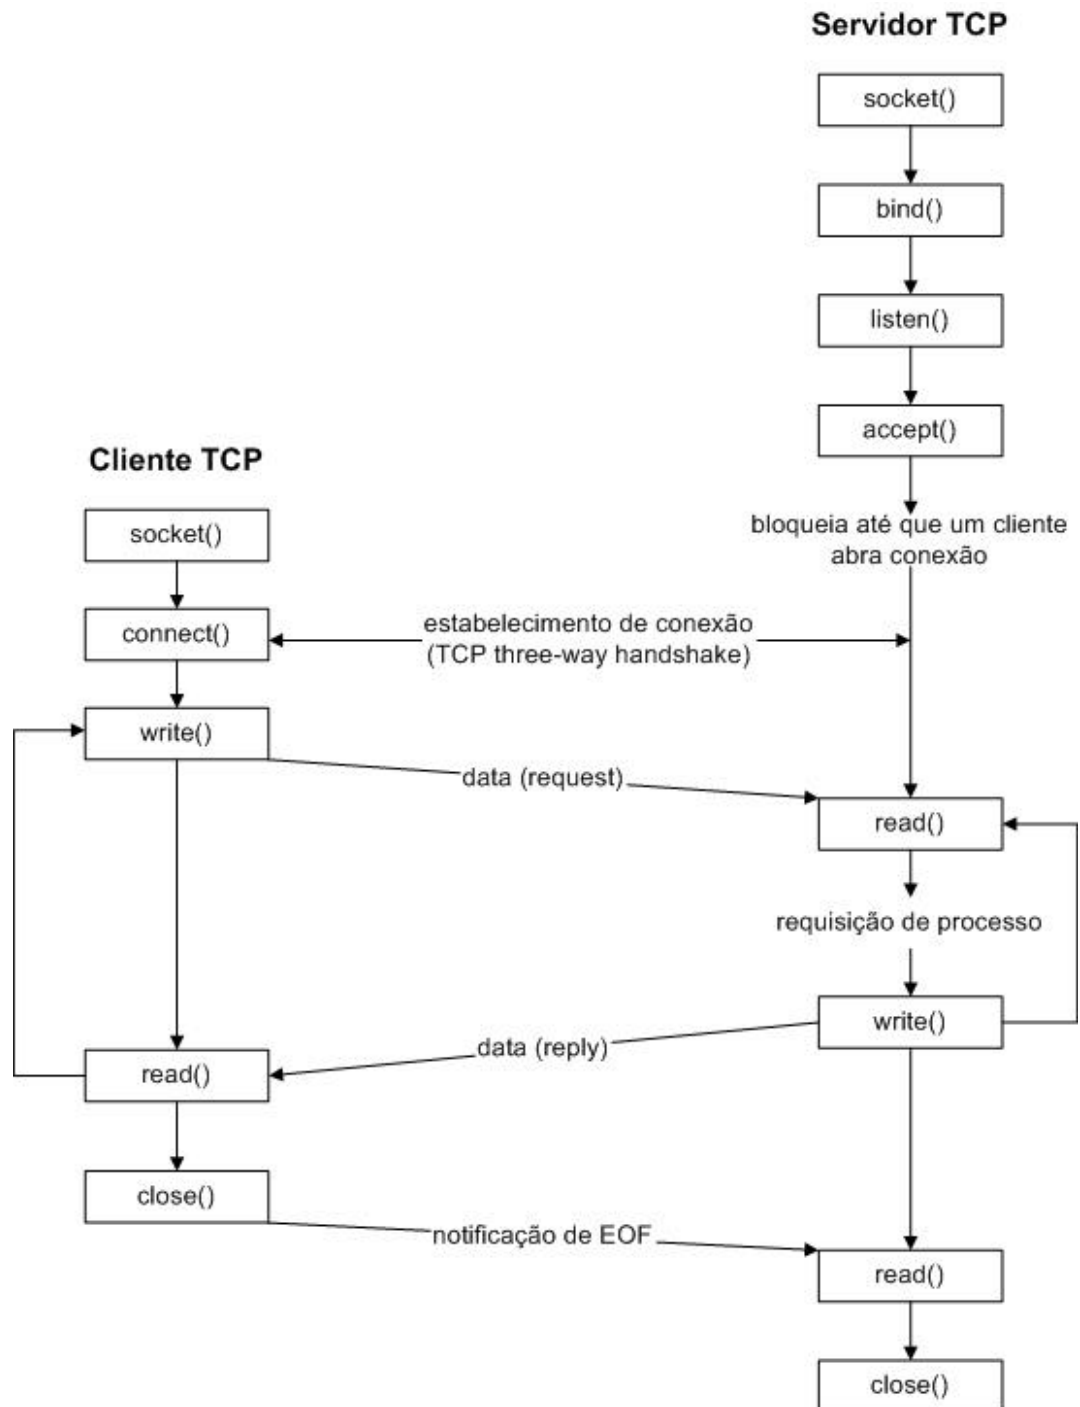 Servidor TCP
socket()
bind()
listen()
accept()
bloqueia até que um cliente
abra conexão
Cliente TCP
socket()
connect()
estabelecimento de conexão
(TCP three-way handshake)
write()
data (request)
read()
requisição de processo
write()
data (reply)
read()
close()
notificação de EOF
read()
close()